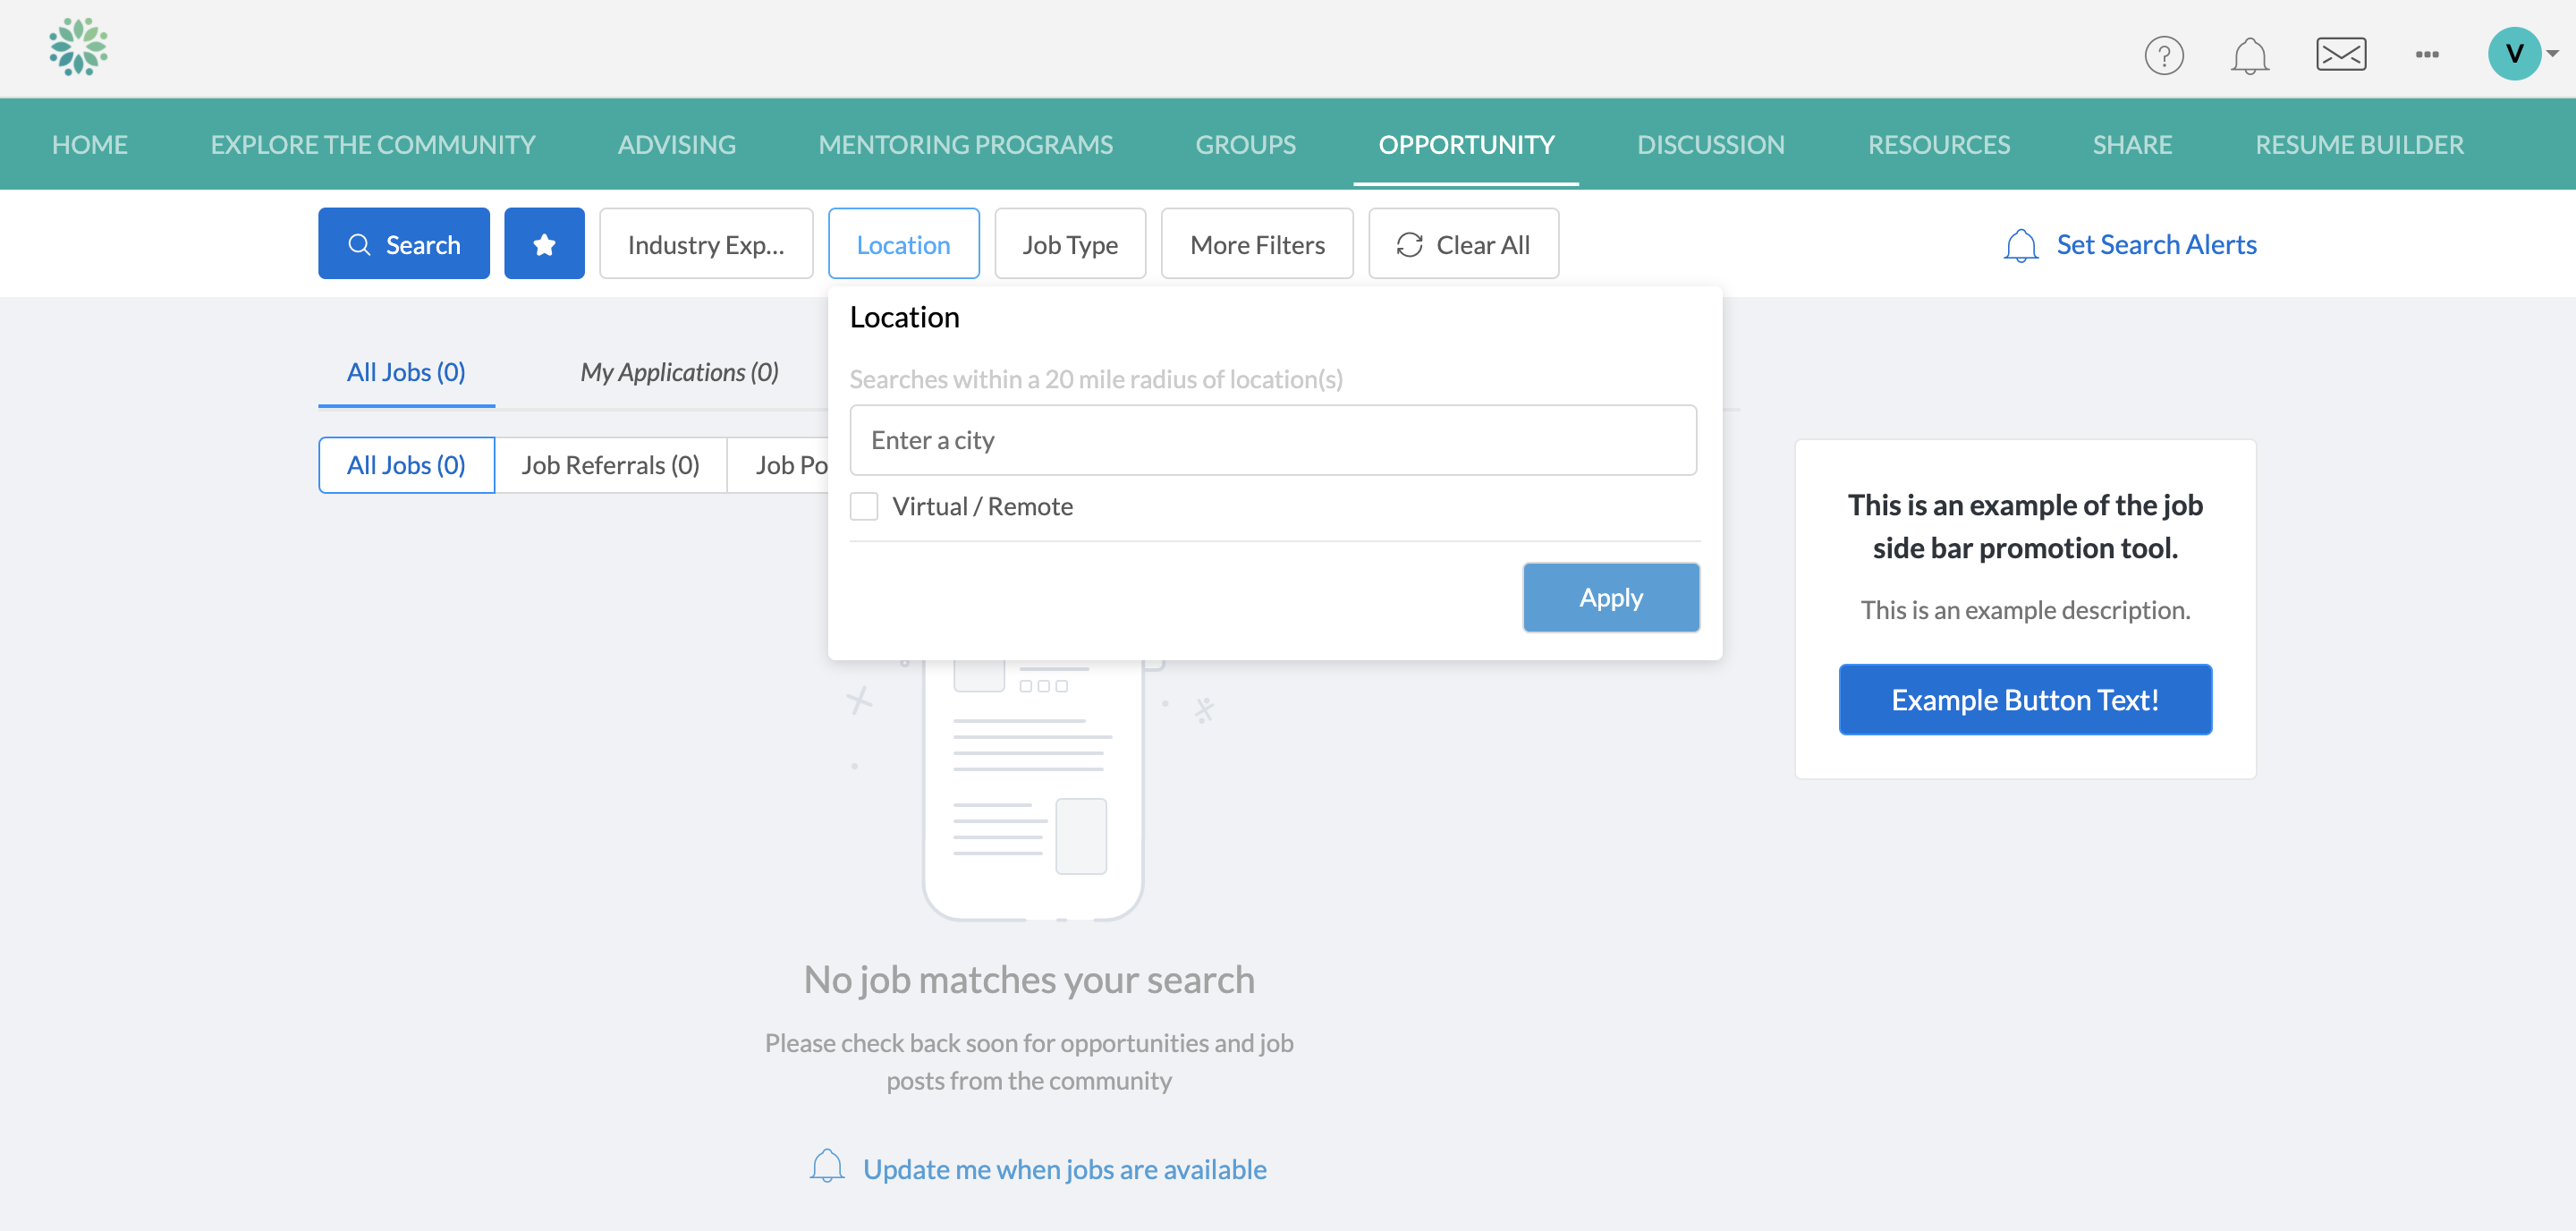 V
HOME EXPLORE THE COMMUNITY ADVISING MENTORING PROGRAMS GROUPS OPPORTUNITY DISCUSSION RESOURCES SHARE RESUME BUILDER
Search Industry Exp... Location Job Type More Filters Clear All Set Search Alerts
Location
All Jobs (0) My Applications (0)
Searches within a 20 mile radius of location(s)
Enter a city
All Jobs (0) Job Referrals (0) Job Po
Virtual / Remote
Apply
This is an example of the job
side bar promotion tool.
This is an example description.
Example Button Text!
No job matches your search
Please check back soon for opportunities and job
posts from the community
Update me when jobs are available